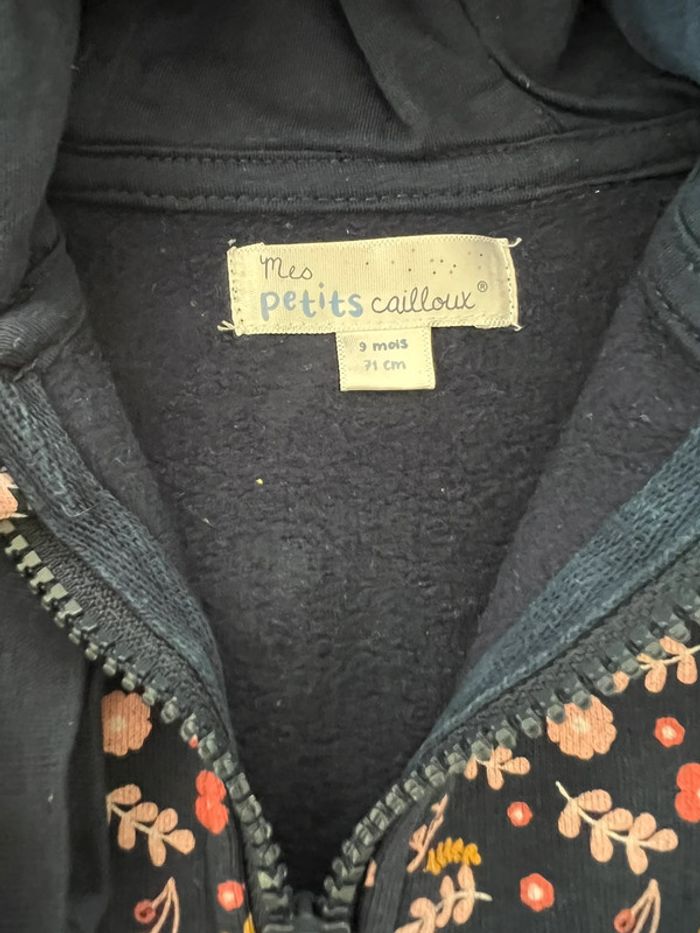 Mes
petits cailloux®
9 mois
71 cm